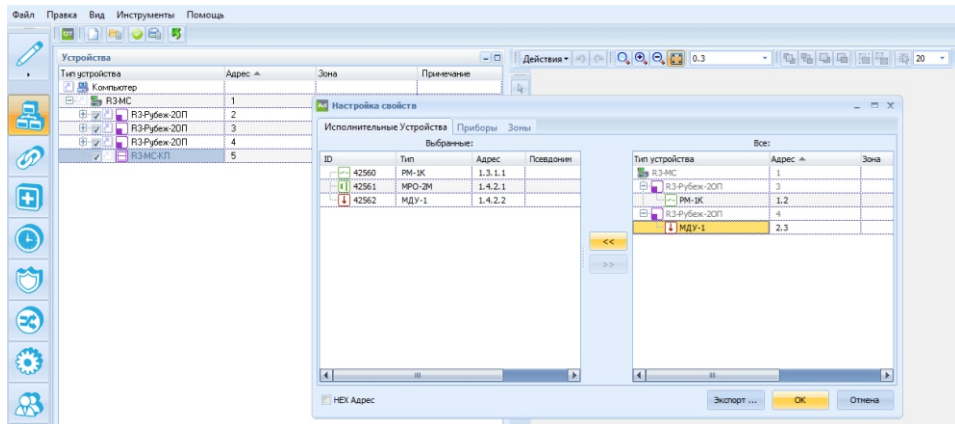 Файл Правка Вид Инструменты Помощь
Устройства
Действия 0.3 20
Тип устройства Адрес Зона Примечание
Компьютер
R3-МС 1
R3-Рубеж-2ОП 2
R3-Рубеж-2ОП 3
R3-Рубеж-2ОП 4
R3-МС-КП 5
Настройка свойств
Исполнительные Устройства Приборы Зоны
Выбранные: Все:
ID Тип Адрес Псевдоним Тип устройства Адрес Зона
42560 РМ-1К 1.3.1.1 R3-МС 1
42561 МРО-2М 1.4.2.1 R3-Рубеж-2ОП 3
42562 МДУ-1 1.4.2.2 РМ-1К 1.2
R3-Рубеж-2ОП 4
МДУ-1 2.3
<<
>>
HEX Адрес Экспорт ... OK Отмена